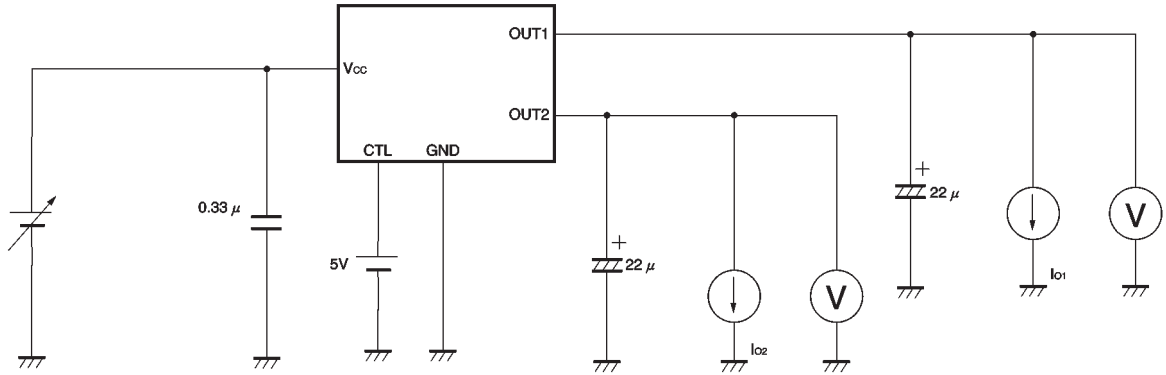 OUT1
Vcc
OUT2
CTL
GND
+
22 μ
V
0.33 μ
+
5V
22 μ
V
Io1
Io2